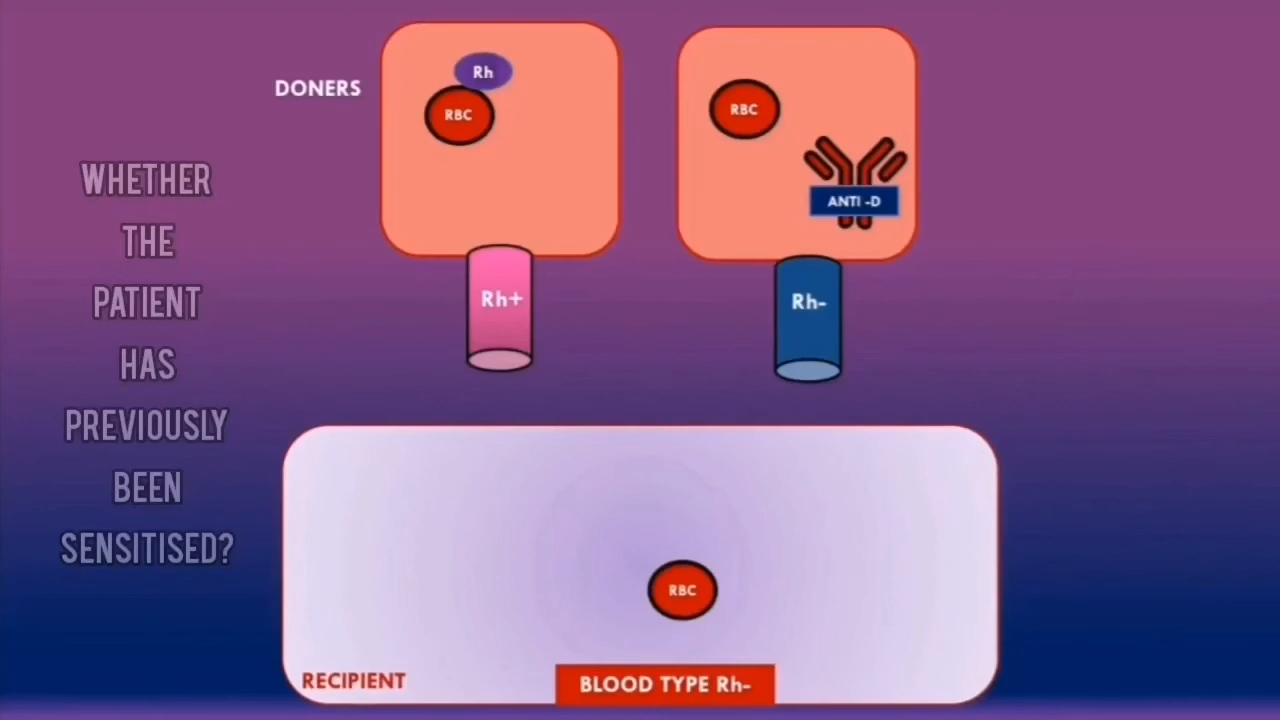 DONERS
Rh
RBC
RBC
ANTI -D
Rh+
Rh-
WHETHER
THE
PATIENT
HAS
PREVIOUSLY
BEEN
SENSITISED?
RBC
RECIPIENT
BLOOD TYPE Rh-